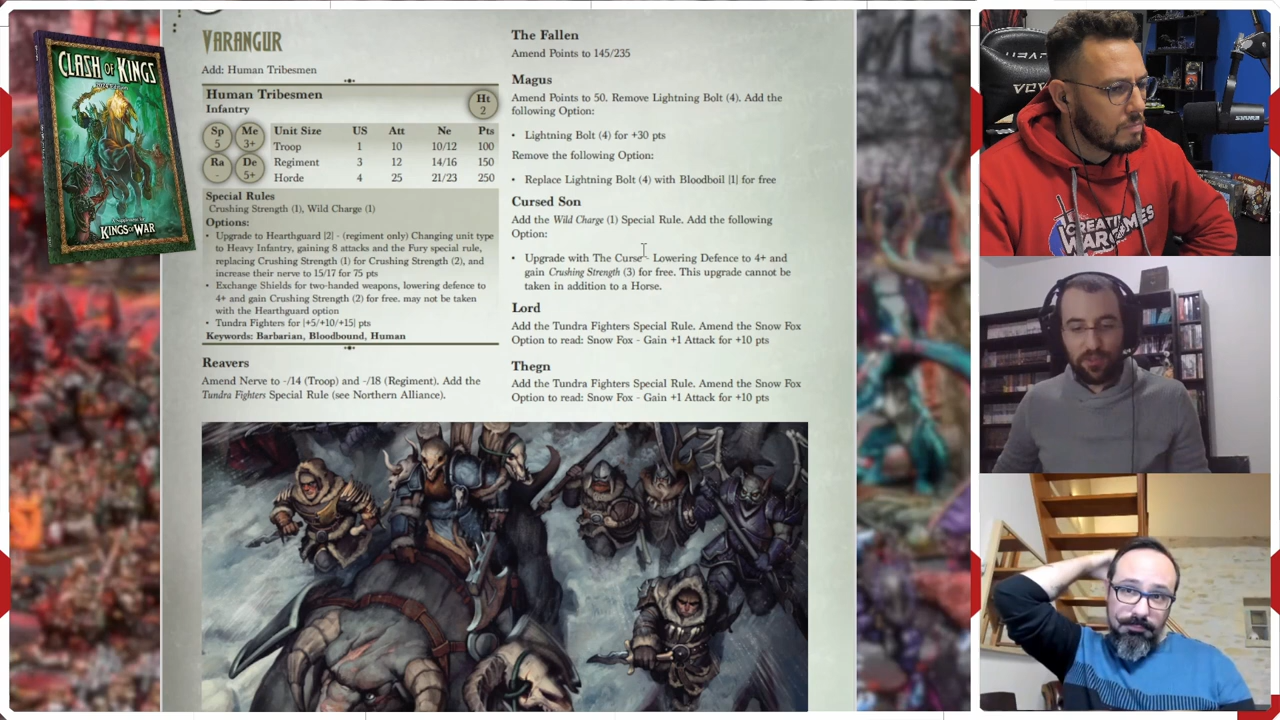 CLASH OF KINGS
KINGS OF WAR
VARANGUR
Add: Human Tribesmen
Human Tribesmen
Infantry
Ht
2
Sp
5
Me
3+
Ra
-
De
5+
Unit Size US Att Ne Pts
Troop 1 10 10/12 100
Regiment 3 12 14/16 150
Horde 4 25 21/23 250
Special Rules
Crushing Strength (1), Wild Charge (1)
Options:
• Upgrade to Hearthguard [2] - (regiment only) Changing unit type
to Heavy Infantry, gaining 8 attacks and the Fury special rule,
replacing Crushing Strength (1) for Crushing Strength (2), and
increase their nerve to 15/17 for 75 pts
• Exchange Shields for two-handed weapons, lowering defence to
4+ and gain Crushing Strength (2) for free. may not be taken
with the Hearthguard option
• Tundra Fighters for [+5/+10/+15] pts
Keywords: Barbarian, Bloodbound, Human
Reavers
Amend Nerve to -/14 (Troop) and -/18 (Regiment). Add the
Tundra Fighters Special Rule (see Northern Alliance).
The Fallen
Amend Points to 145/235
Magus
Amend Points to 50. Remove Lightning Bolt (4). Add the
following Option:
• Lightning Bolt (4) for +30 pts
Remove the following Option:
• Replace Lightning Bolt (4) with Bloodboil [1] for free
Cursed Son
Add the Wild Charge (1) Special Rule. Add the following
Option:
• Upgrade with The Curse - Lowering Defence to 4+ and
gain Crushing Strength (3) for free. This upgrade cannot be
taken in addition to a Horse.
Lord
Add the Tundra Fighters Special Rule. Amend the Snow Fox
Option to read: Snow Fox - Gain +1 Attack for +10 pts
Thegn
Add the Tundra Fighters Special Rule. Amend the Snow Fox
Option to read: Snow Fox - Gain +1 Attack for +10 pts